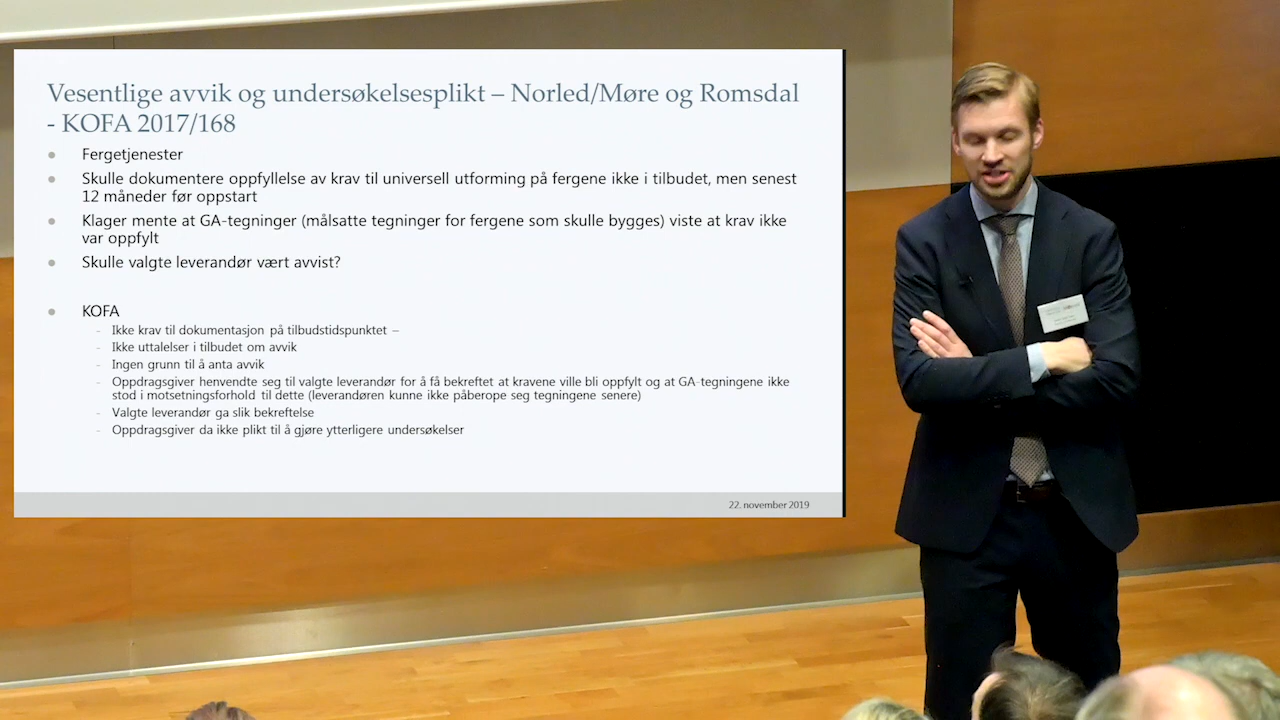 Vesentlige avvik og undersøkelsesplikt – Norled/Møre og Romsdal
- KOFA 2017/168
Fergetjenester
Skulle dokumentere oppfyllelse av krav til universell utforming på fergene ikke i tilbudet, men senest
12 måneder før oppstart
Klager mente at GA-tegninger (målsatte tegninger for fergene som skulle bygges) viste at krav ikke
var oppfylt
Skulle valgte leverandør vært avvist?
KOFA
- Ikke krav til dokumentasjon på tilbudstidspunktet –
- Ikke uttalelser i tilbudet om avvik
- Ingen grunn til å anta avvik
- Oppdragsgiver henvendte seg til valgte leverandør for å få bekreftet at kravene ville bli oppfylt og at GA-tegningene ikke
stod i motsetningsforhold til dette (leverandøren kunne ikke påberope seg tegningene senere)
- Valgte leverandør ga slik bekreftelse
- Oppdragsgiver da ikke plikt til å gjøre ytterligere undersøkelser
22. november 2019